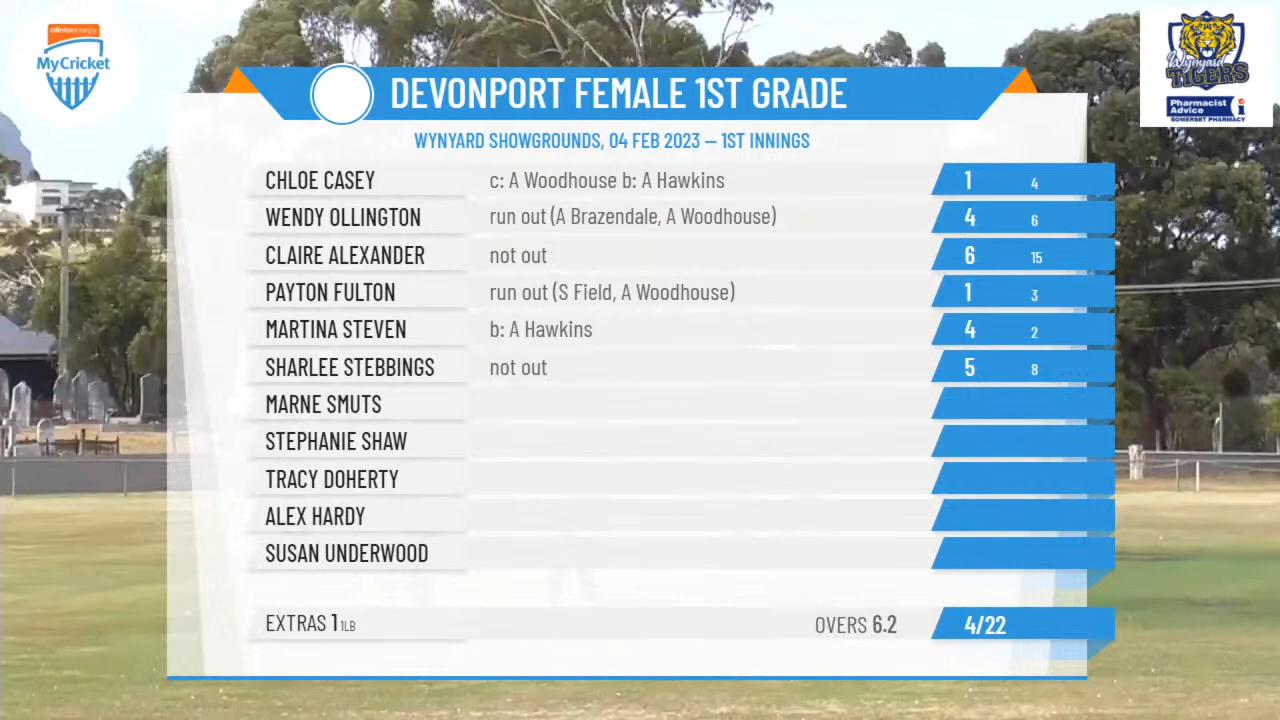 alintaenergy
MyCricket
Wynyard
TIGERS
Pharmacist
Advice
SOMERSET PHARMACY
DEVONPORT FEMALE 1ST GRADE
WYNYARD SHOWGROUNDS, 04 FEB 2023 – 1ST INNINGS
CHLOE CASEY c: A Woodhouse b: A Hawkins 1 4
WENDY OLLINGTON run out (A Brazendale, A Woodhouse) 4 6
CLAIRE ALEXANDER not out 6 15
PAYTON FULTON run out (S Field, A Woodhouse) 1 3
MARTINA STEVEN b: A Hawkins 4 2
SHARLEE STEBBINGS not out 5 8
MARNE SMUTS
STEPHANIE SHAW
TRACY DOHERTY
ALEX HARDY
SUSAN UNDERWOOD
EXTRAS 1 1LB OVERS 6.2 4/22